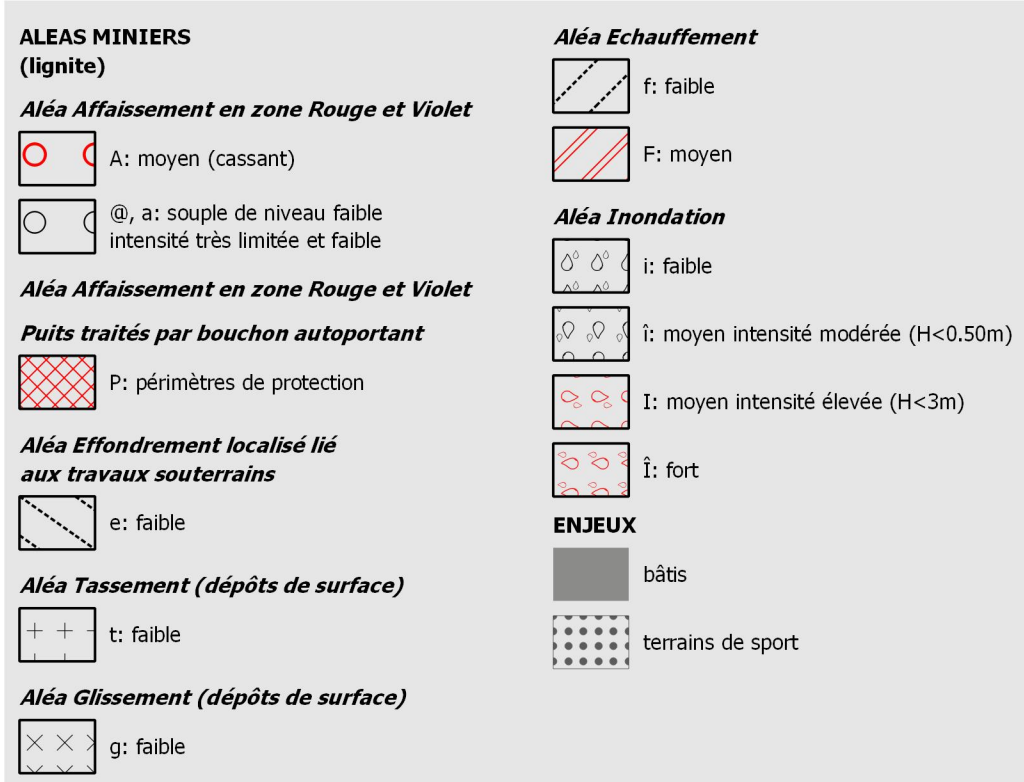 ALEAS MINIERS
(lignite)
Aléa Affaissement en zone Rouge et Violet
A: moyen (cassant)
@, a: souple de niveau faible
intensité très limitée et faible
Aléa Affaissement en zone Rouge et Violet
Puits traités par bouchon autoportant
P: périmètres de protection
Aléa Effondrement localisé lié
aux travaux souterrains
e: faible
Aléa Tassement (dépôts de surface)
t: faible
Aléa Glissement (dépôts de surface)
g: faible
Aléa Echauffement
f: faible
F: moyen
Aléa Inondation
i: faible
î: moyen intensité modérée (H<0.50m)
I: moyen intensité élevée (H<3m)
Î: fort
ENJEUX
bâtis
terrains de sport